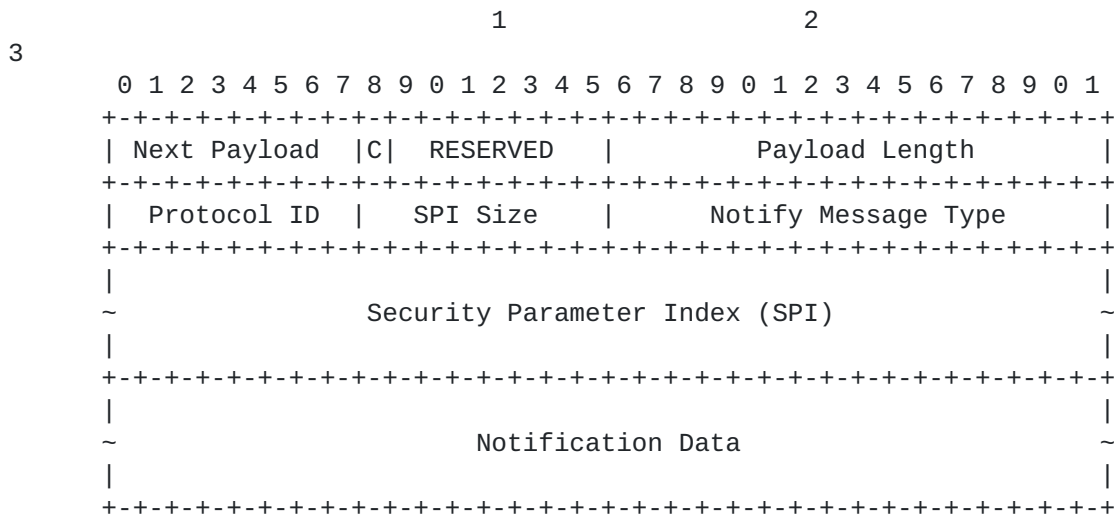 1                   2
3
       0 1 2 3 4 5 6 7 8 9 0 1 2 3 4 5 6 7 8 9 0 1 2 3 4 5 6 7 8 9 0 1
      +-+-+-+-+-+-+-+-+-+-+-+-+-+-+-+-+-+-+-+-+-+-+-+-+-+-+-+-+-+-+-+-+
      | Next Payload  |C|  RESERVED   |         Payload Length        |
      +-+-+-+-+-+-+-+-+-+-+-+-+-+-+-+-+-+-+-+-+-+-+-+-+-+-+-+-+-+-+-+-+
      |  Protocol ID  |   SPI Size    |      Notify Message Type      |
      +-+-+-+-+-+-+-+-+-+-+-+-+-+-+-+-+-+-+-+-+-+-+-+-+-+-+-+-+-+-+-+-+
      |                                                               |
      ~                Security Parameter Index (SPI)                 ~
      |                                                               |
      +-+-+-+-+-+-+-+-+-+-+-+-+-+-+-+-+-+-+-+-+-+-+-+-+-+-+-+-+-+-+-+-+
      |                                                               |
      ~                       Notification Data                       ~
      |                                                               |
      +-+-+-+-+-+-+-+-+-+-+-+-+-+-+-+-+-+-+-+-+-+-+-+-+-+-+-+-+-+-+-+-+